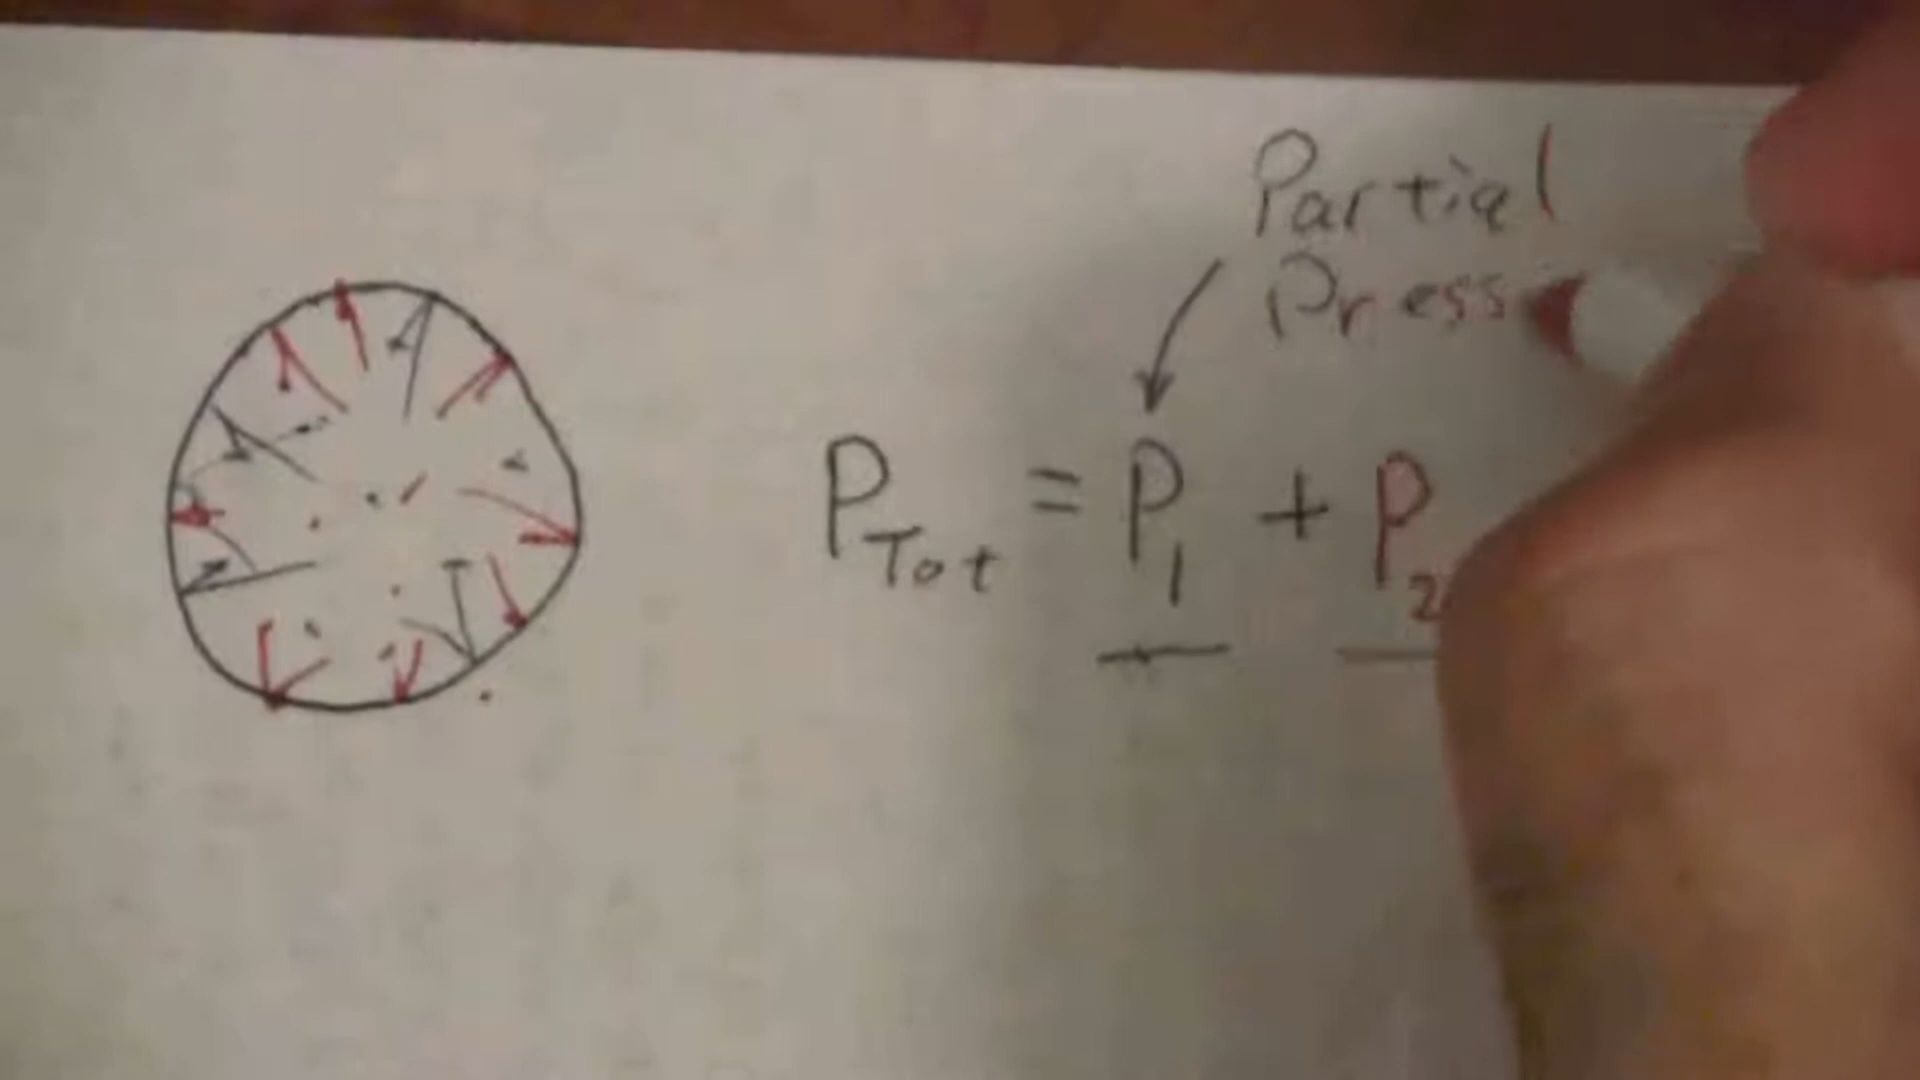 Partial
Press
P_Tot = P_1 + P_2